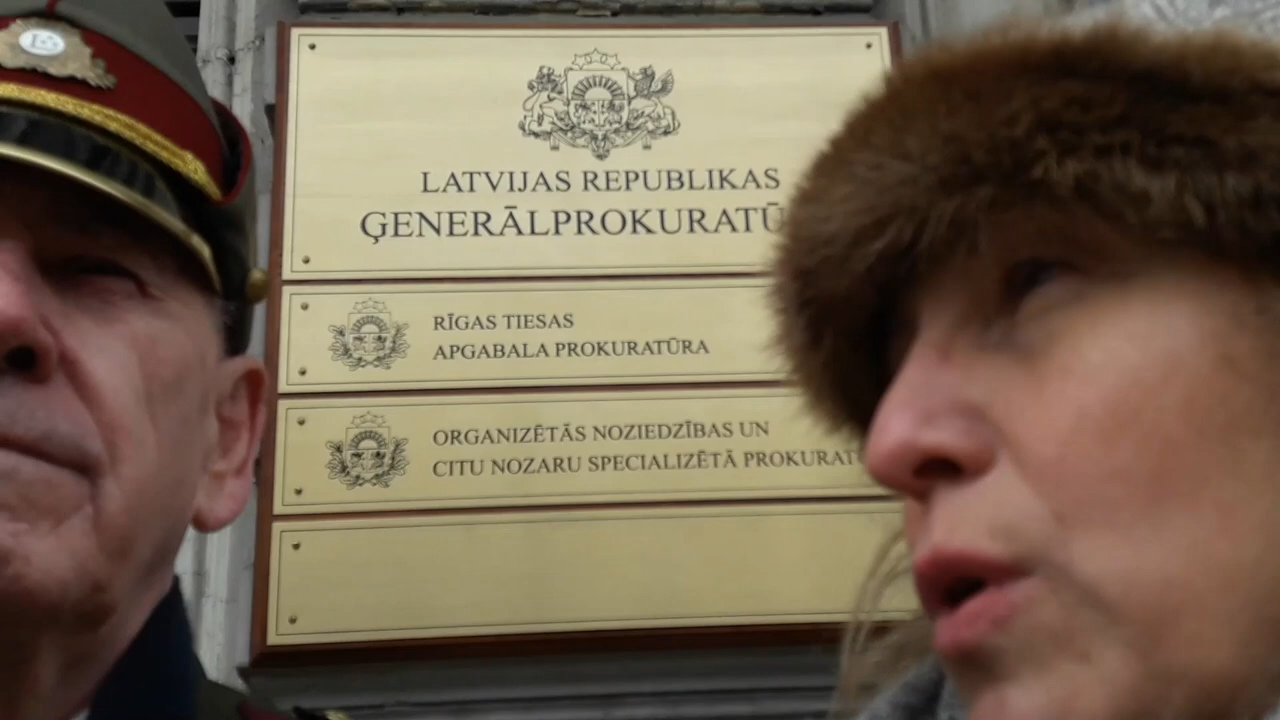 LATVIJAS REPUBLIKAS
ĢENERĀLPROKURATŪ
RĪGAS TIESAS
APGABALA PROKURATŪRA
ORGANIZĒTĀS NOZIEDZĪBAS UN
CITU NOZARU SPECIALIZĒTĀ PROKURAT